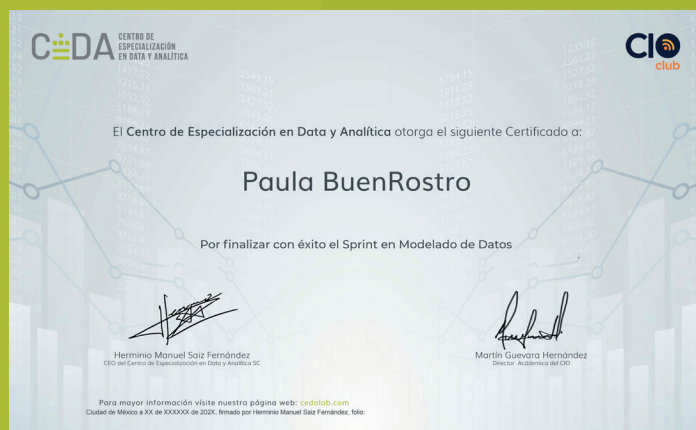 CEDA
CENTRO DE
ESPECIALIZACIÓN
EN DATA Y ANALÍTICA
CIO
club
El Centro de Especialización en Data y Analítica otorga el siguiente Certificado a:
Paula BuenRostro
Por finalizar con éxito el Sprint en Modelado de Datos
Herminio Manuel Saiz Fernández
CEO del Centro de Especialización en Data y Analítica SC
Martín Guevara Hernández
Director Acádemica del CIO
Para mayor información vísite nuestra página web: cedolab.com
Ciudad de México a XX de XXXXXX de 202X, firmado por Herminio Manuel Saiz Fernández, folio: